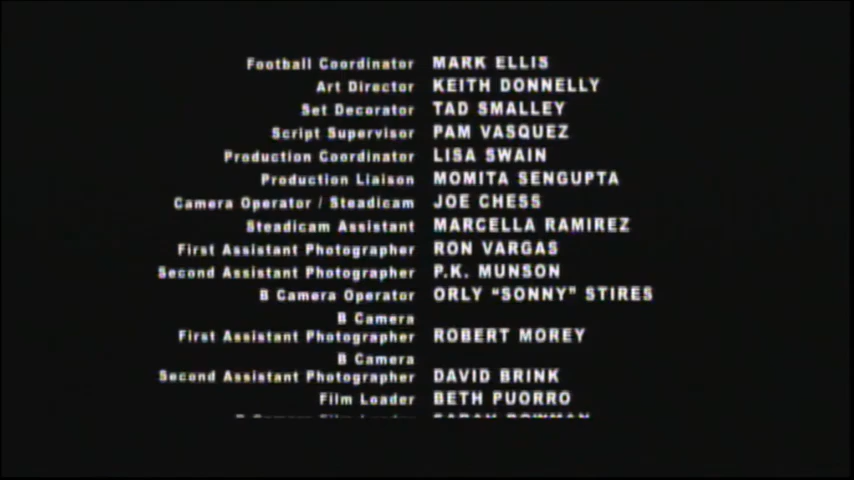 Football Coordinator MARK ELLIS
Art Director KEITH DONNELLY
Set Decorator TAD SMALLEY
Script Supervisor PAM VASQUEZ
Production Coordinator LISA SWAIN
Production Liaison MOMITA SENGUPTA
Camera Operator / Steadicam JOE CHESS
Steadicam Assistant MARCELLA RAMIREZ
First Assistant Photographer RON VARGAS
Second Assistant Photographer P.K. MUNSON
B Camera Operator ORLY “SONNY” STIRES
B Camera
First Assistant Photographer ROBERT MOREY
B Camera
Second Assistant Photographer DAVID BRINK
Film Loader BETH PUORRO